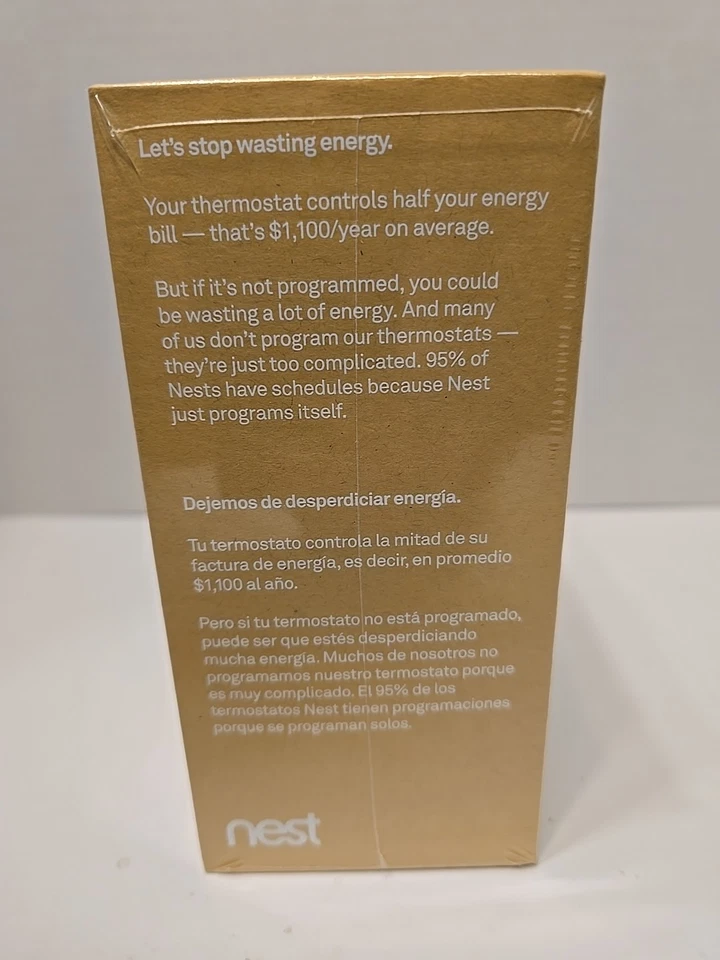 Let's stop wasting energy.
Your thermostat controls half your energy
bill — that's $1,100/year on average.
But if it's not programmed, you could
be wasting a lot of energy. And many
of us don't program our thermostats —
they're just too complicated. 95% of
Nests have schedules because Nest
just programs itself.
Dejemos de desperdiciar energía.
Tu termostato controla la mitad de su
factura de energía, es decir, en promedio
$1,100 al año.
Pero si tu termostato no está programado,
puede ser que estés desperdiciando
mucha energía. Muchos de nosotros no
programamos nuestro termostato porque
es muy complicado. El 95% de los
termostatos Nest tienen programaciones
porque se programan solos.
nest